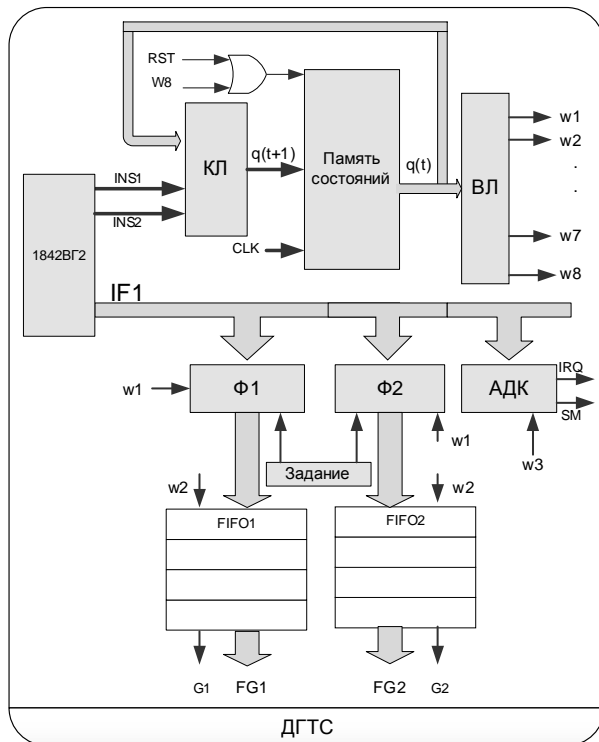 RST
W8
КЛ
q(t+1)
Память
состояний
q(t)
ВЛ
w1
w2
.
.
w7
w8
INS1
INS2
1842ВГ2
CLK
IF1
w1
Ф1
Ф2
w1
АДК
IRQ
SM
w3
Задание
w2
w2
FIFO1
FIFO2
G1
FG1
FG2
G2
ДГТС